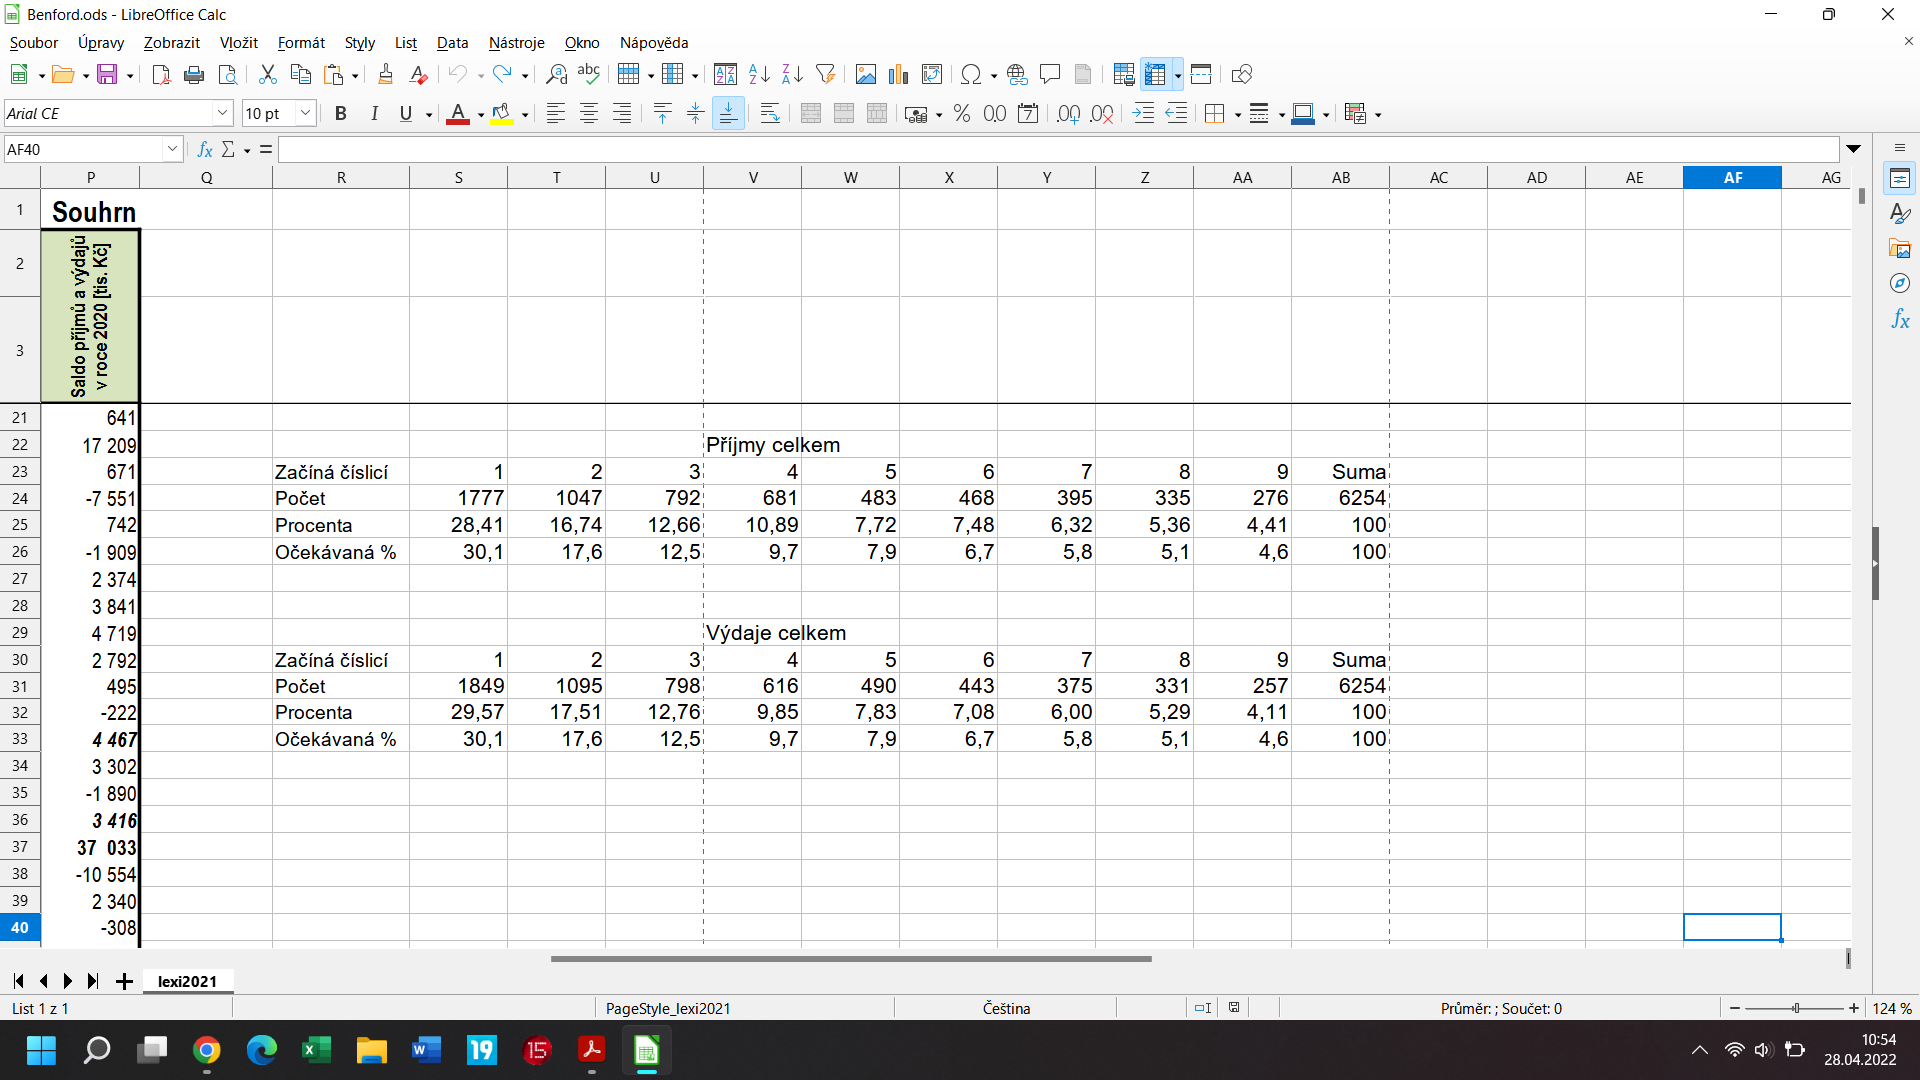 Benford.ods - LibreOffice Calc
Soubor Úpravy Zobrazit Vložit Formát Styly List Data Nástroje Okno Nápověda
Arial CE 10 pt
AF40
P Q R S T U V W X Y Z AA AB AC AD AE AF AG
1 Souhrn
2 3 Saldo příjmů a výdajů
v roce 2020 [tis. Kč]
21 641
22 17 209 Příjmy celkem
23 671 Začíná číslicí 1 2 3 4 5 6 7 8 9 Suma
24 -7 551 Počet 1777 1047 792 681 483 468 395 335 276 6254
25 742 Procenta 28,41 16,74 12,66 10,89 7,72 7,48 6,32 5,36 4,41 100
26 -1 909 Očekávaná % 30,1 17,6 12,5 9,7 7,9 6,7 5,8 5,1 4,6 100
27 2 374
28 3 841
29 4 719 Výdaje celkem
30 2 792 Začíná číslicí 1 2 3 4 5 6 7 8 9 Suma
31 495 Počet 1849 1095 798 616 490 443 375 331 257 6254
32 -222 Procenta 29,57 17,51 12,76 9,85 7,83 7,08 6,00 5,29 4,11 100
33 4 467 Očekávaná % 30,1 17,6 12,5 9,7 7,9 6,7 5,8 5,1 4,6 100
34 3 302
35 -1 890
36 3 416
37 37 033
38 -10 554
39 2 340
40 -308
lexi2021
List 1 z 1 PageStyle_lexi2021 Čeština Průměr: ; Součet: 0 124 %
19 15 10:54
28.04.2022